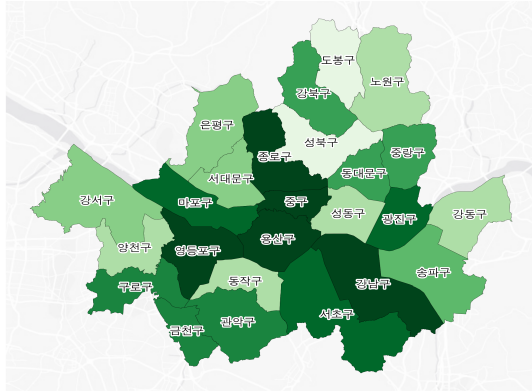 도봉구
노원구
강북구
은평구
성북구
종로구
중랑구
동대문구
서대문구
강서구
마포구
중구
성동구
광진구
강동구
양천구
영등포구
용산구
송파구
동작구
강남구
구로구
서초구
관악구
금천구